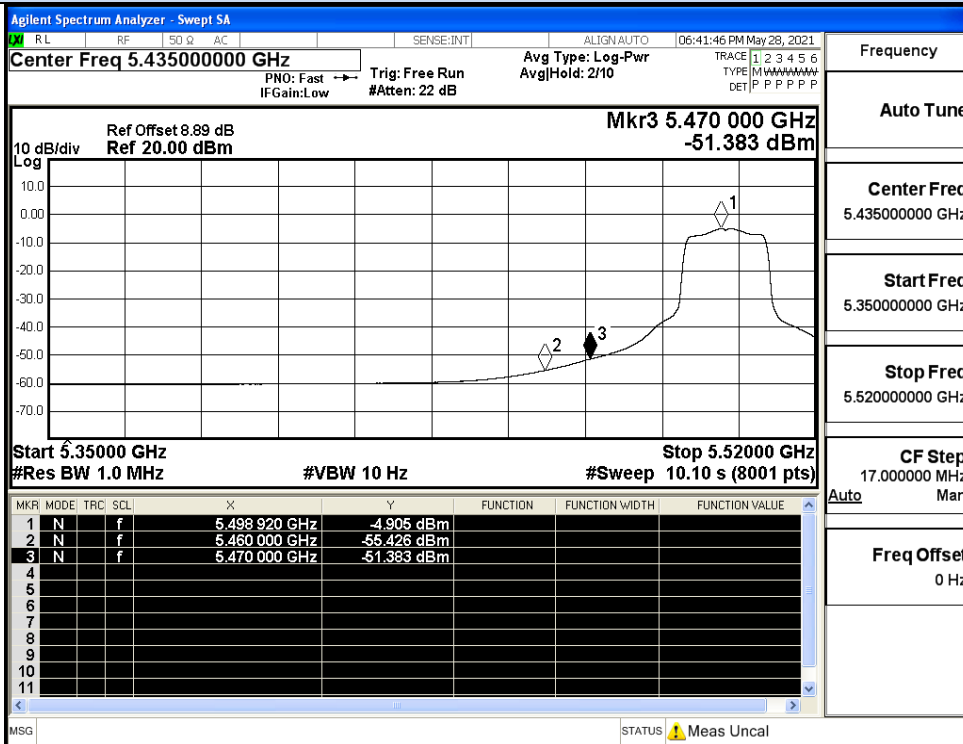 Agilent Spectrum Analyzer - Swept SA
LXI RL RF 50 Ω AC SENSE:INT ALIGN AUTO 06:41:46 PM May 28, 2021
Center Freq 5.435000000 GHz
PNO: Fast
IFGain:Low
Trig: Free Run
#Atten: 22 dB
Avg Type: Log-Pwr
Avg|Hold: 2/10
TRACE 1 2 3 4 5 6
TYPE M WWWWW
DET P P P P P P
Mkr3 5.470 000 GHz
-51.383 dBm
Ref Offset 8.89 dB
Ref 20.00 dBm
10 dB/div
Log
10.0
0.00
-10.0
-20.0
-30.0
-40.0
-50.0
-60.0
-70.0
1
2
3
Start 5.35000 GHz Stop 5.52000 GHz
#Res BW 1.0 MHz #VBW 10 Hz #Sweep 10.10 s (8001 pts)
MKR MODE TRC SCL X Y FUNCTION FUNCTION WIDTH FUNCTION VALUE
1 N f 5.498 920 GHz -4.905 dBm
2 N f 5.460 000 GHz -55.426 dBm
3 N f 5.470 000 GHz -51.383 dBm
4
5
6
7
8
9
10
11
MSG STATUS Meas Uncal
Frequency
Auto Tune
Center Freq
5.435000000 GHz
Start Freq
5.350000000 GHz
Stop Freq
5.520000000 GHz
CF Step
17.000000 MHz
Auto Man
Freq Offset
0 Hz